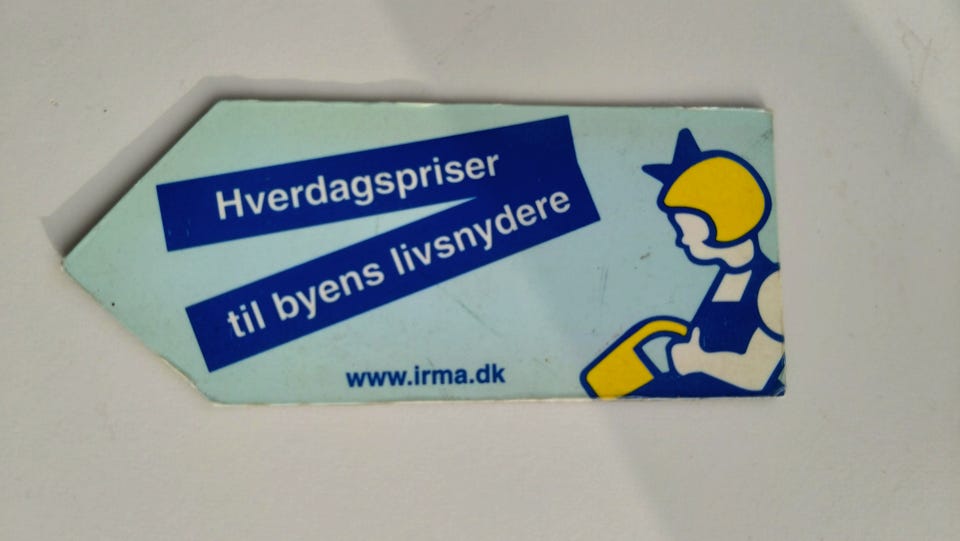 Hverdagspriser
til byens livsnydere
www.irma.dk